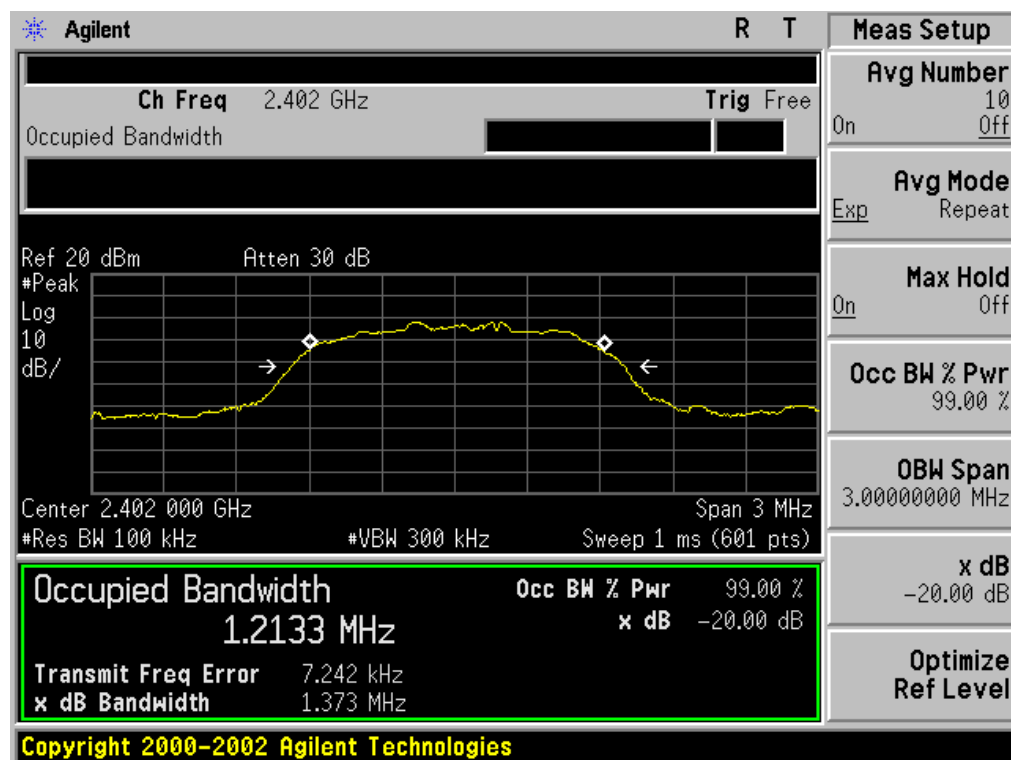 Agilent R T
Ch Freq 2.402 GHz Trig Free
Occupied Bandwidth
Ref 20 dBm Atten 30 dB
#Peak
Log
10
dB/
Center 2.402 000 GHz Span 3 MHz
#Res BW 100 kHz #VBW 300 kHz Sweep 1 ms (601 pts)
Occupied Bandwidth Occ BW % Pwr 99.00 %
1.2133 MHz x dB -20.00 dB
Transmit Freq Error 7.242 kHz
x dB Bandwidth 1.373 MHz
Copyright 2000-2002 Agilent Technologies
Meas Setup
Avg Number
10
On Off
Avg Mode
Exp Repeat
Max Hold
On Off
Occ BW % Pwr
99.00 %
OBW Span
3.00000000 MHz
x dB
-20.00 dB
Optimize
Ref Level